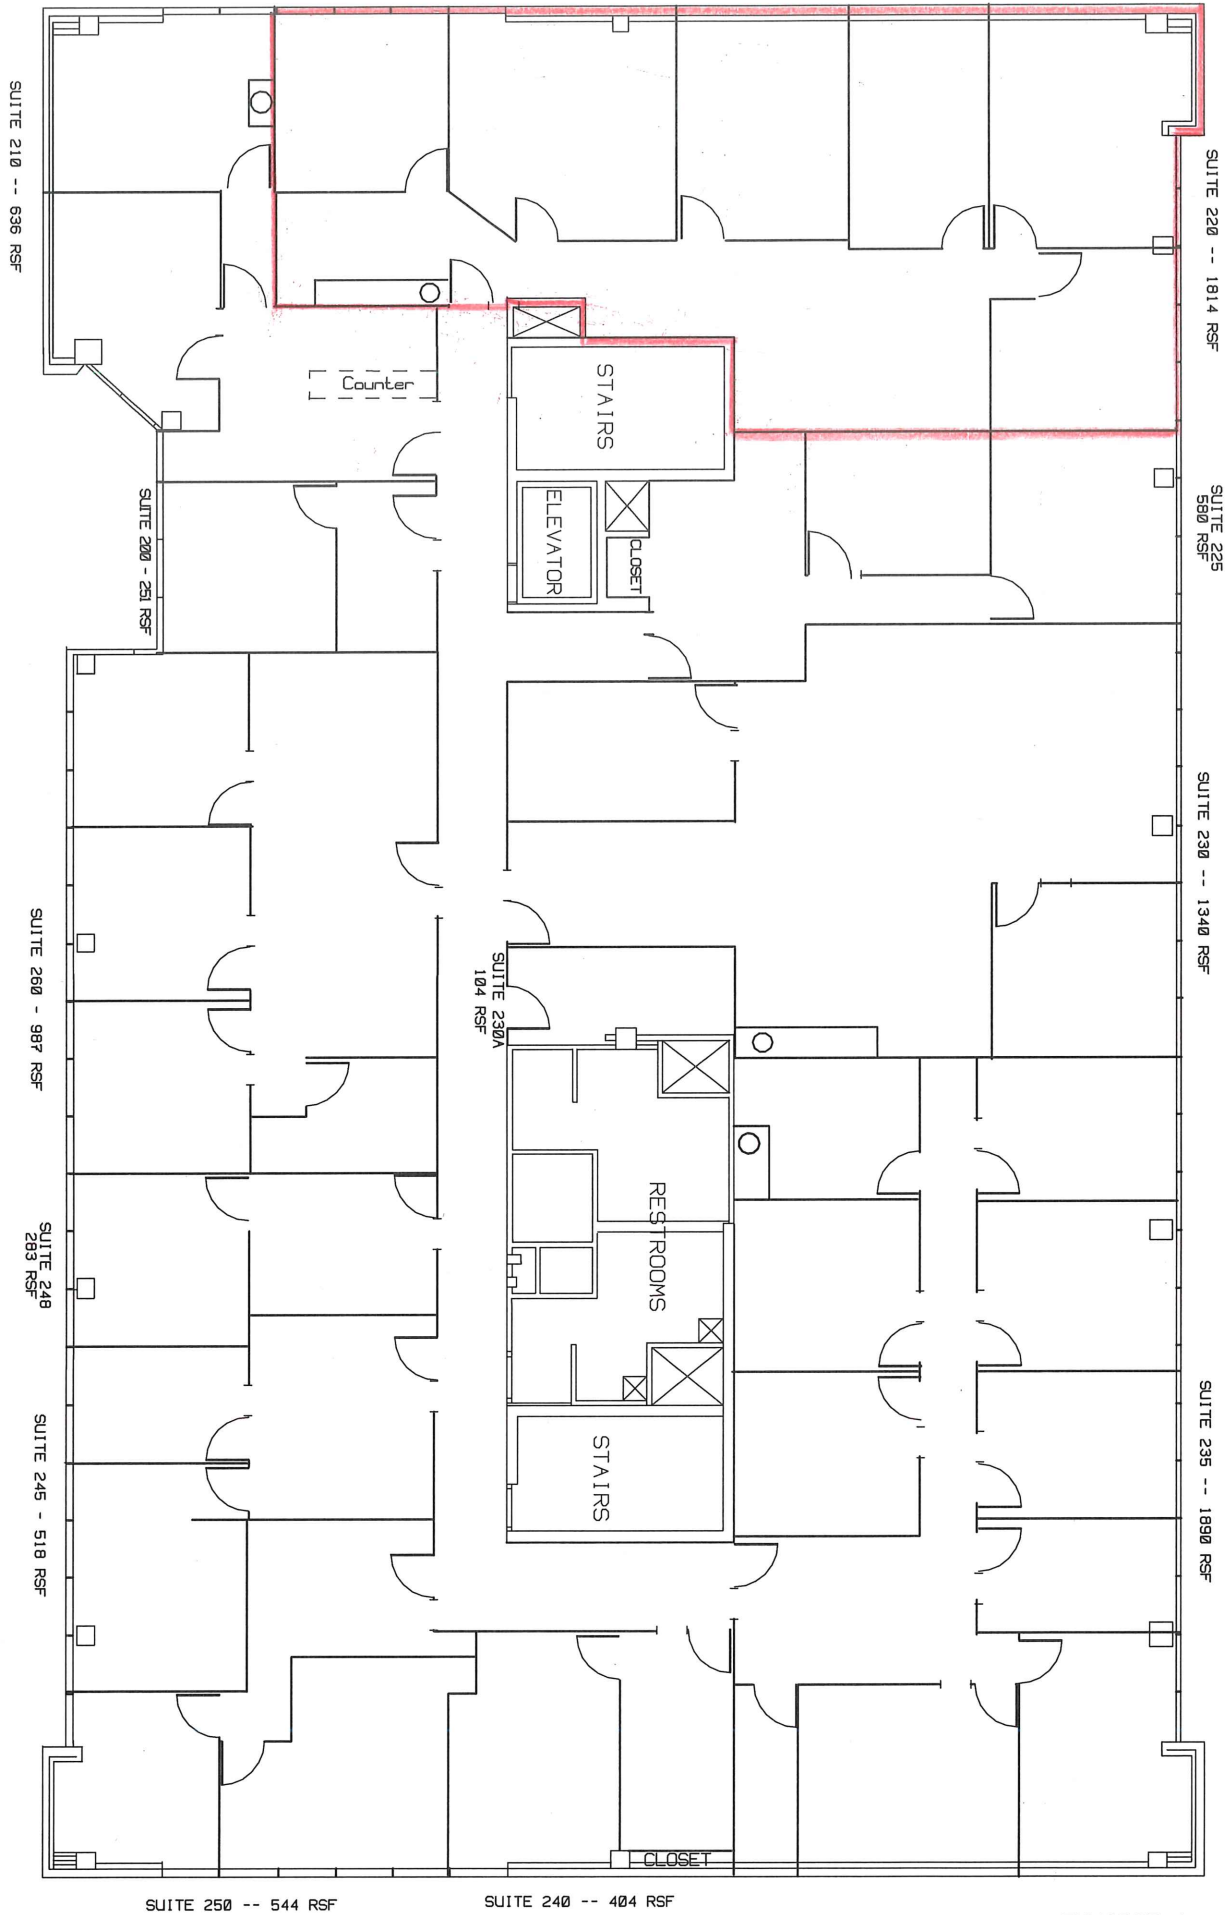 SUITE 210 -- 636 RSF
SUITE 220 -- 1814 RSF
Counter
STAIRS
ELEVATOR
CLOSET
SUITE 225
580 RSF
SUITE 200 - 251 RSF
SUITE 230 -- 1340 RSF
SUITE 260 - 987 RSF
SUITE 230A
104 RSF
RESTROOMS
SUITE 248
283 RSF
STAIRS
SUITE 235 -- 1890 RSF
SUITE 245 - 518 RSF
CLOSET
SUITE 250 -- 544 RSF
SUITE 240 -- 404 RSF